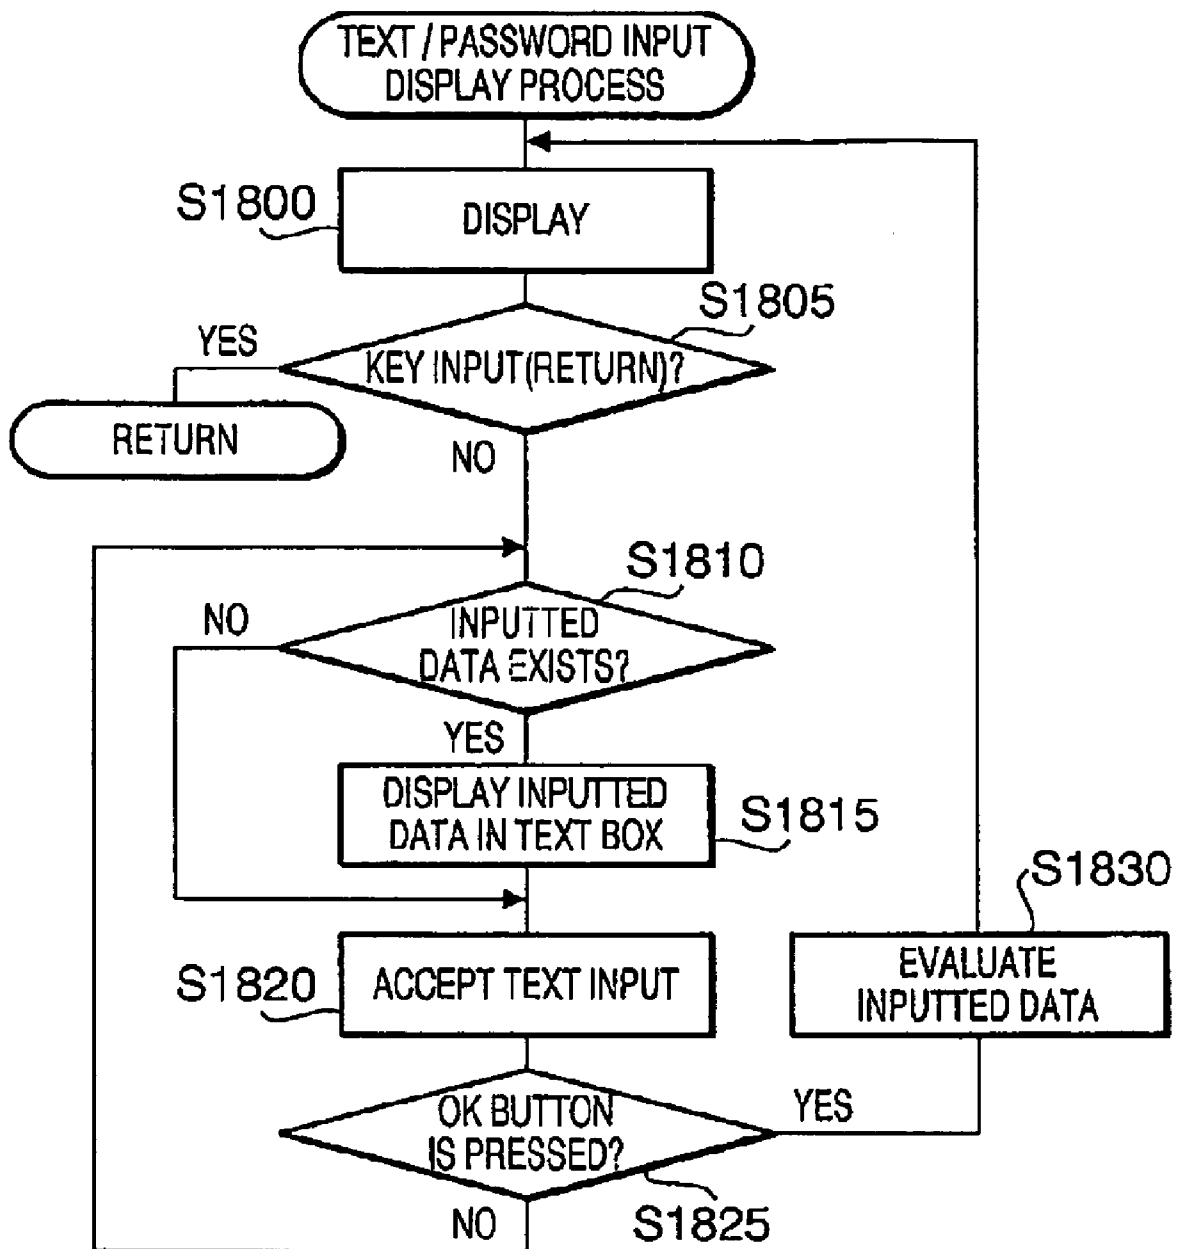 TEXT / PASSWORD INPUT
DISPLAY PROCESS
S1800
DISPLAY
S1805
YES
KEY INPUT(RETURN)?
RETURN
NO
S1810
NO
INPUTTED
DATA EXISTS?
YES
DISPLAY INPUTTED
DATA IN TEXT BOX
S1815
S1830
S1820
ACCEPT TEXT INPUT
EVALUATE
INPUTTED DATA
OK BUTTON
IS PRESSED?
YES
NO
S1825